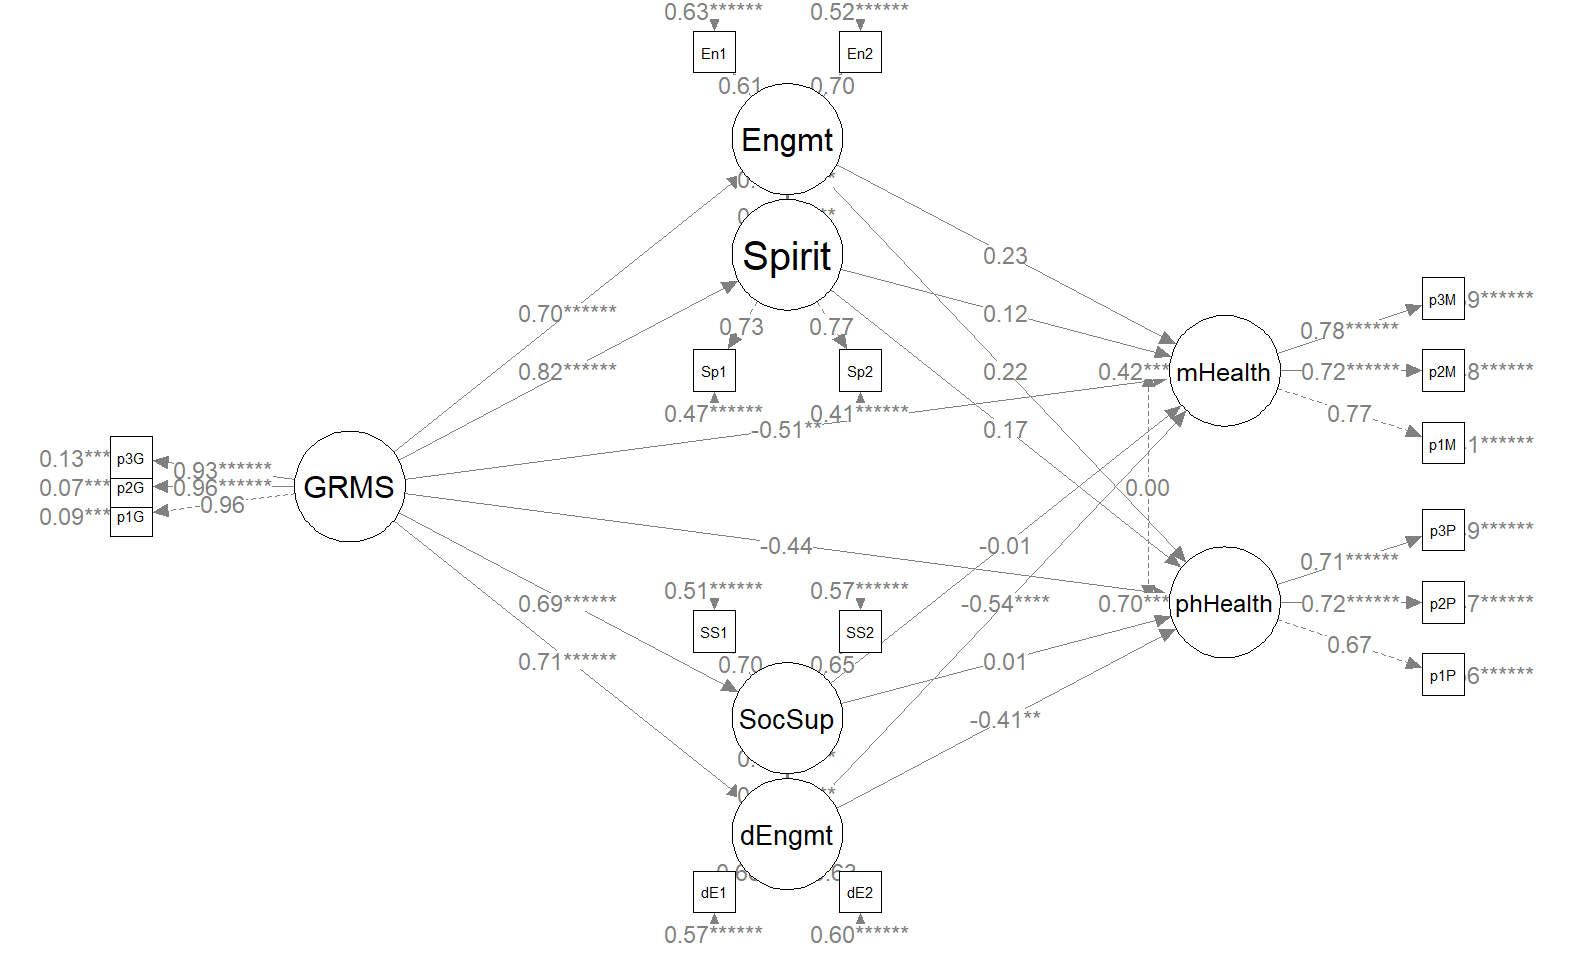 0.63****** 0.52******
En1 En2
0.61 0.70
Engmt
Spirit
0.23
0.70****** 0.12
0.73 0.77
0.82****** 0.22
Sp1 Sp2
0.42***
mHealth
0.47****** 0.41******
-0.51**
0.17
p3M 9******
0.78******
p2M 8******
0.72******
0.77
p1M 1******
0.13*** p3G 0.93******
0.07*** p2G 0.96****** GRMS
0.09*** p1G 0.96
0.00
-0.44 -0.01
p3P 9******
0.71******
0.51****** 0.57******
0.69****** -0.54**** 0.70***
phHealth 0.72****** p2P 7******
SS1 SS2
0.67
0.71****** 0.70 0.65 0.01
p1P 6******
SocSup
-0.41**
dEngmt
dE1 dE2
0.57****** 0.60******